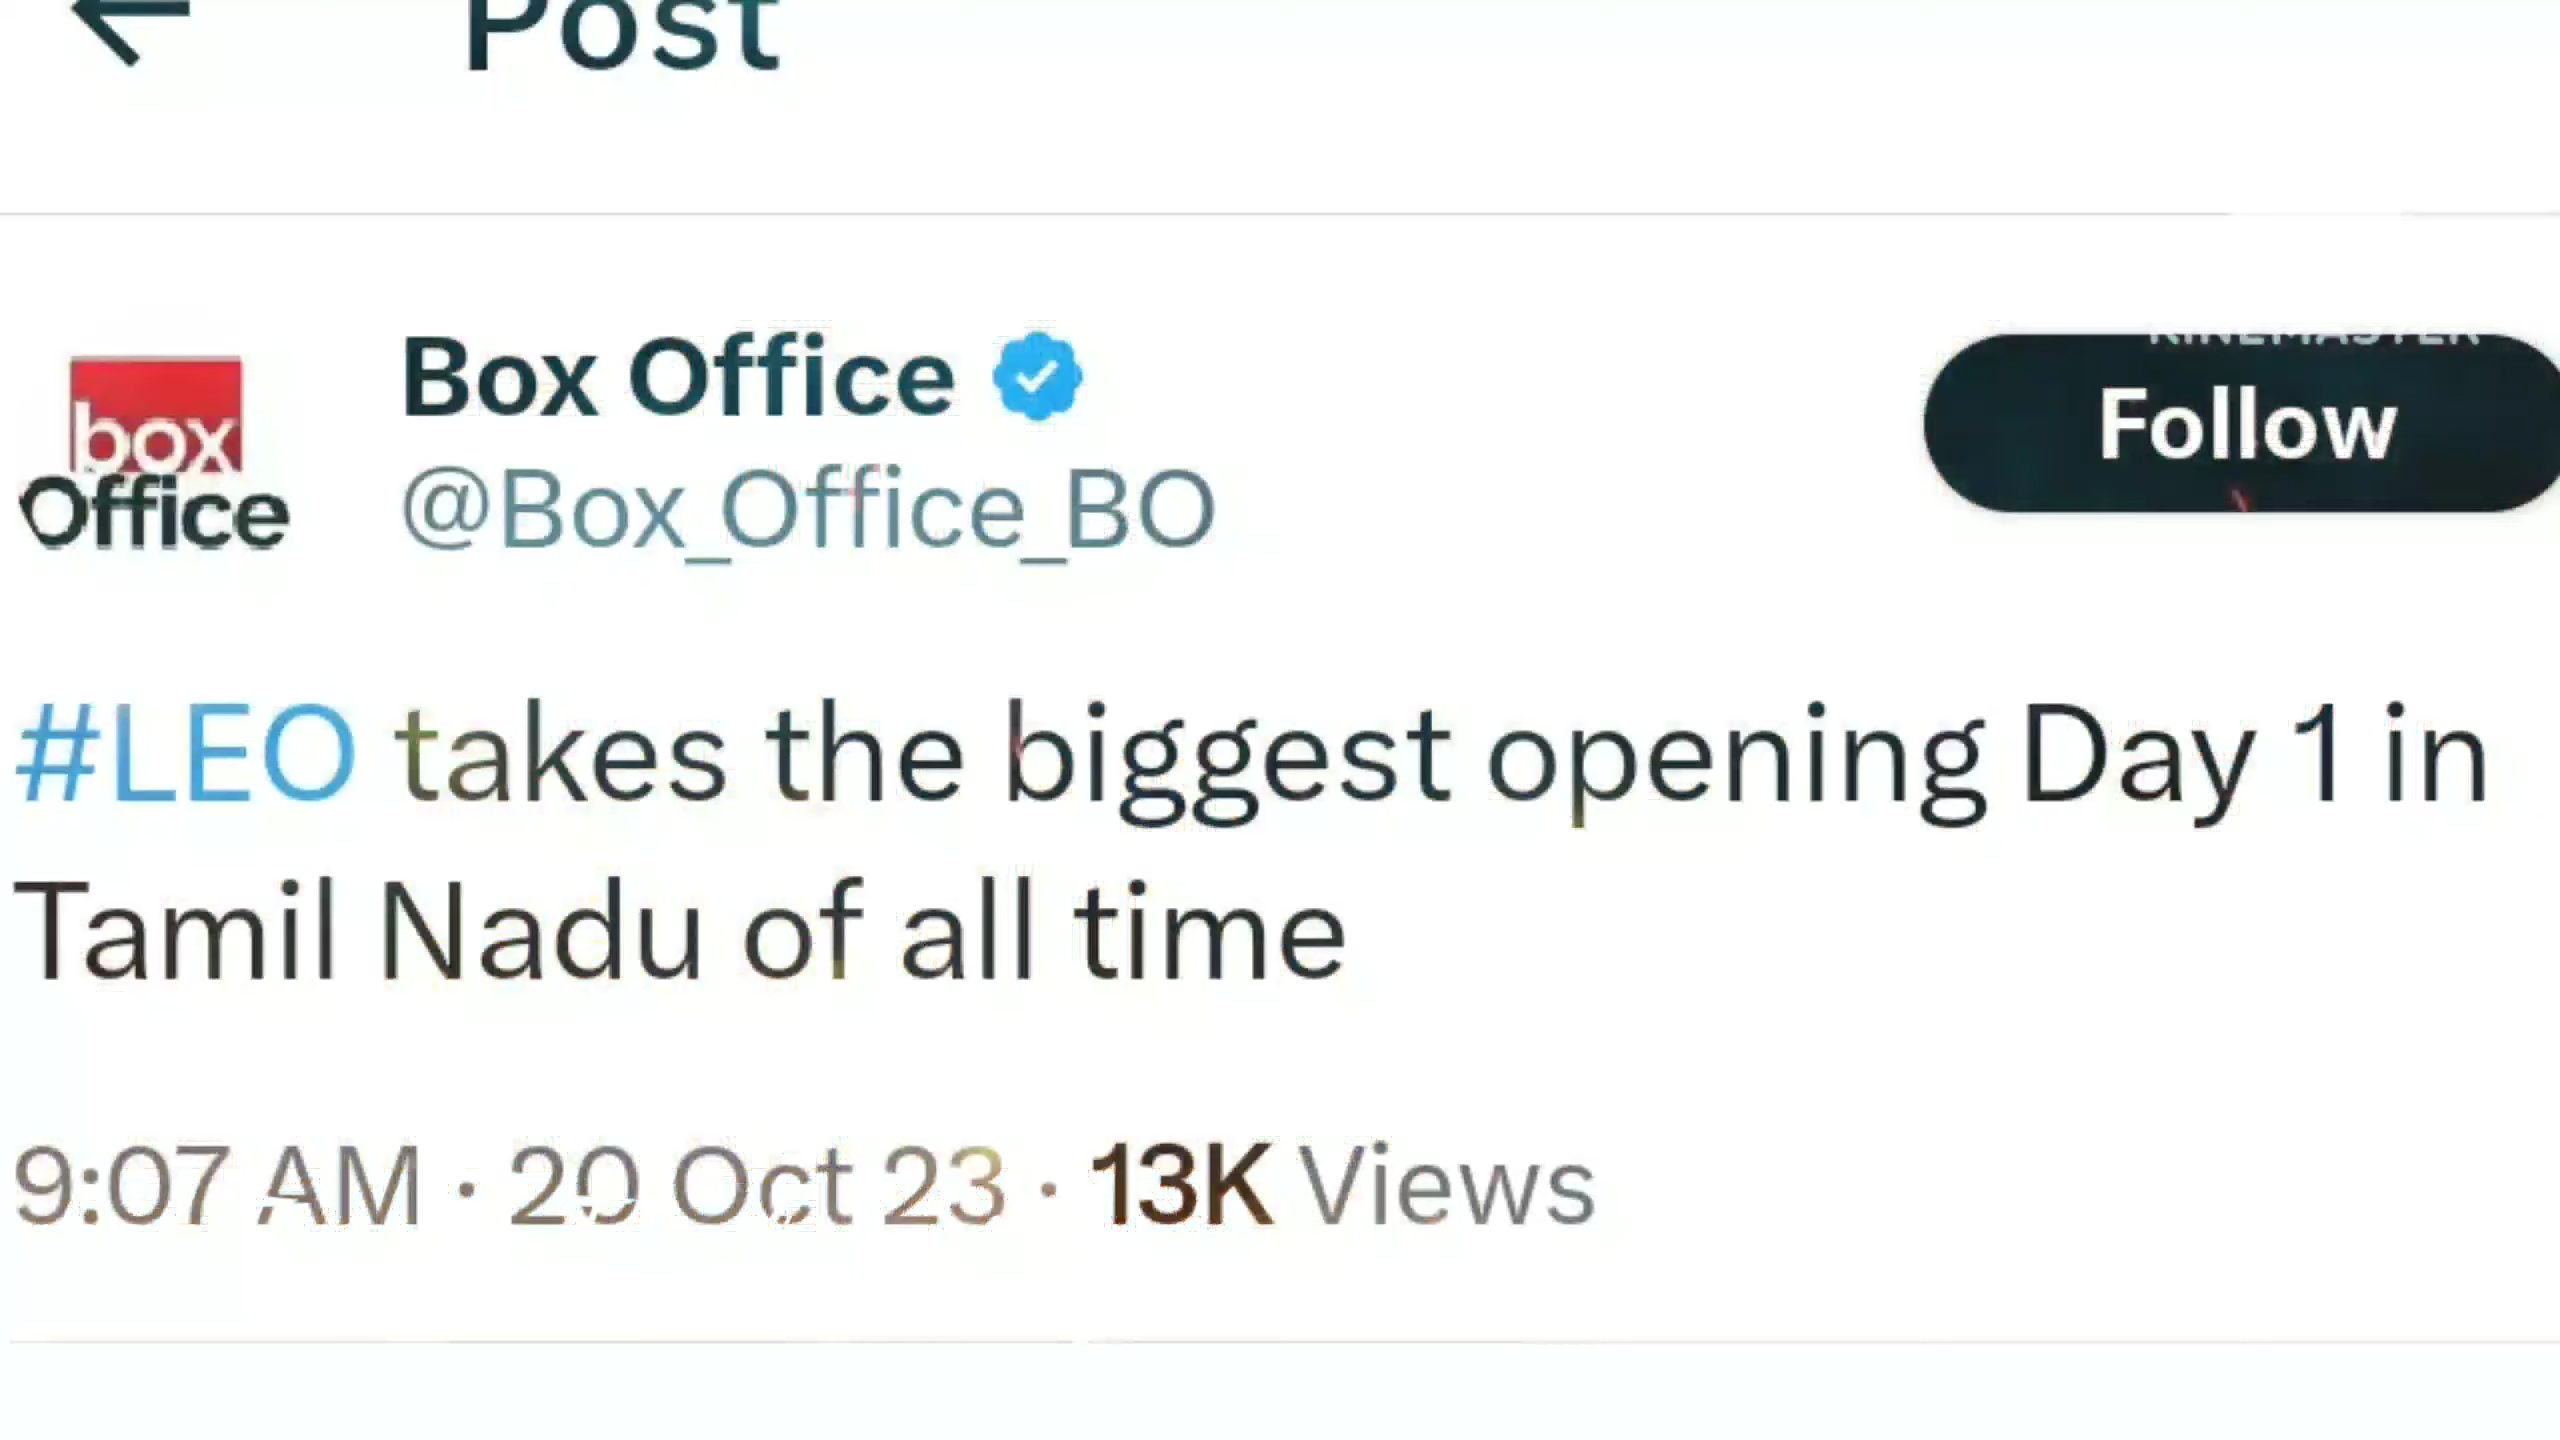 Post
box
Office
Box Office
@Box_Office_BO
KINEMASTER
Follow
#LEO takes the biggest opening Day 1 in
Tamil Nadu of all time
9:07 AM · 20 Oct 23 · 13K Views